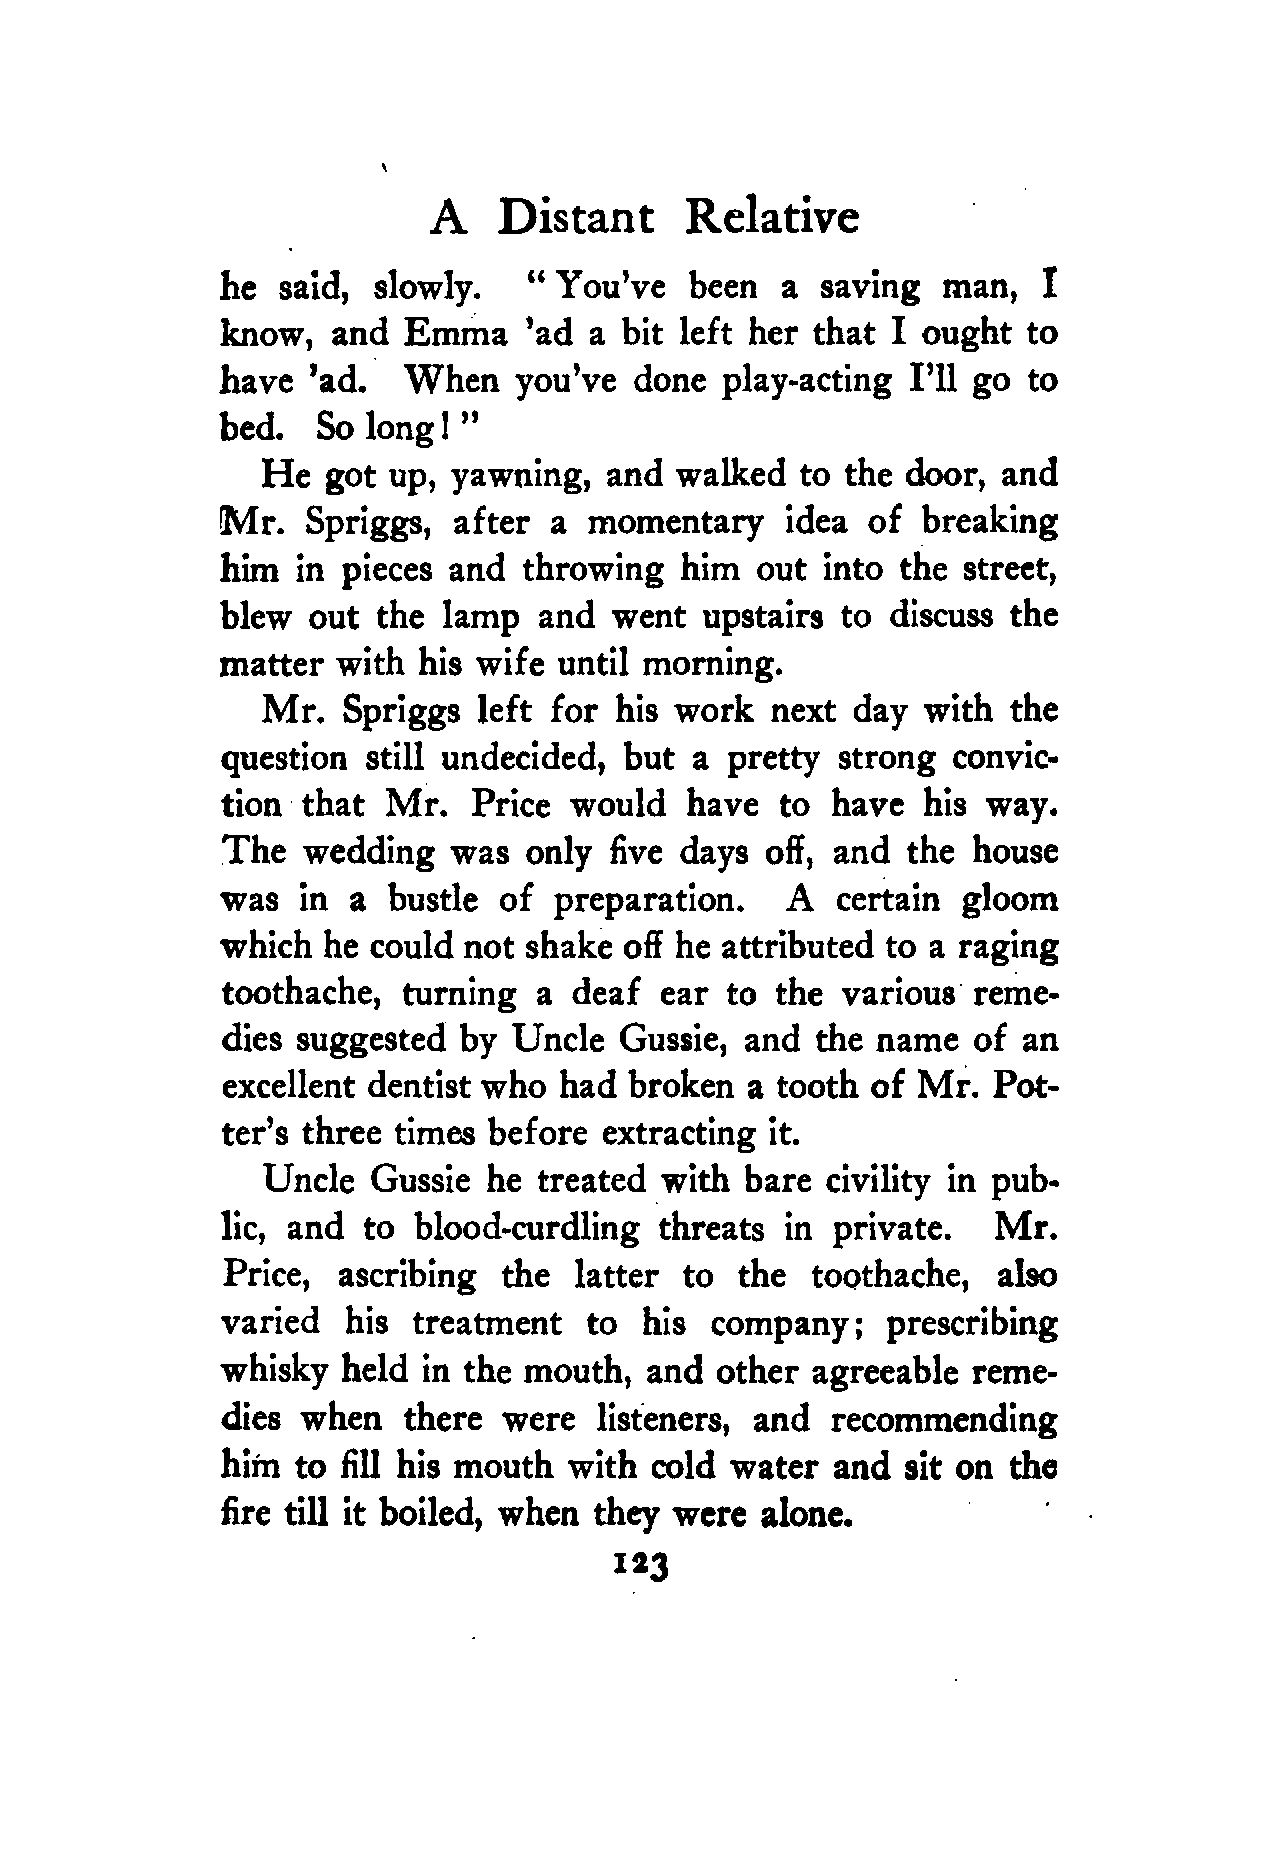 A Distant Relative
he said, slowly. “ You’ve been a saving man, I
know, and Emma ’ad a bit left her that I ought to
have ’ad. When you’ve done play-acting I’ll go to
bed. So long! ”
He got up, yawning, and walked to the door, and
Mr. Spriggs, after a momentary idea of breaking
him in pieces and throwing him out into the street,
blew out the lamp and went upstairs to discuss the
matter with his wife until morning.
Mr. Spriggs left for his work next day with the
question still undecided, but a pretty strong convic-
tion that Mr. Price would have to have his way.
The wedding was only five days off, and the house
was in a bustle of preparation. A certain gloom
which he could not shake off he attributed to a raging
toothache, turning a deaf ear to the various reme-
dies suggested by Uncle Gussie, and the name of an
excellent dentist who had broken a tooth of Mr. Pot-
ter’s three times before extracting it.
Uncle Gussie he treated with bare civility in pub-
lic, and to blood-curdling threats in private. Mr.
Price, ascribing the latter to the toothache, also
varied his treatment to his company; prescribing
whisky held in the mouth, and other agreeable reme-
dies when there were listeners, and recommending
him to fill his mouth with cold water and sit on the
fire till it boiled, when they were alone.
123